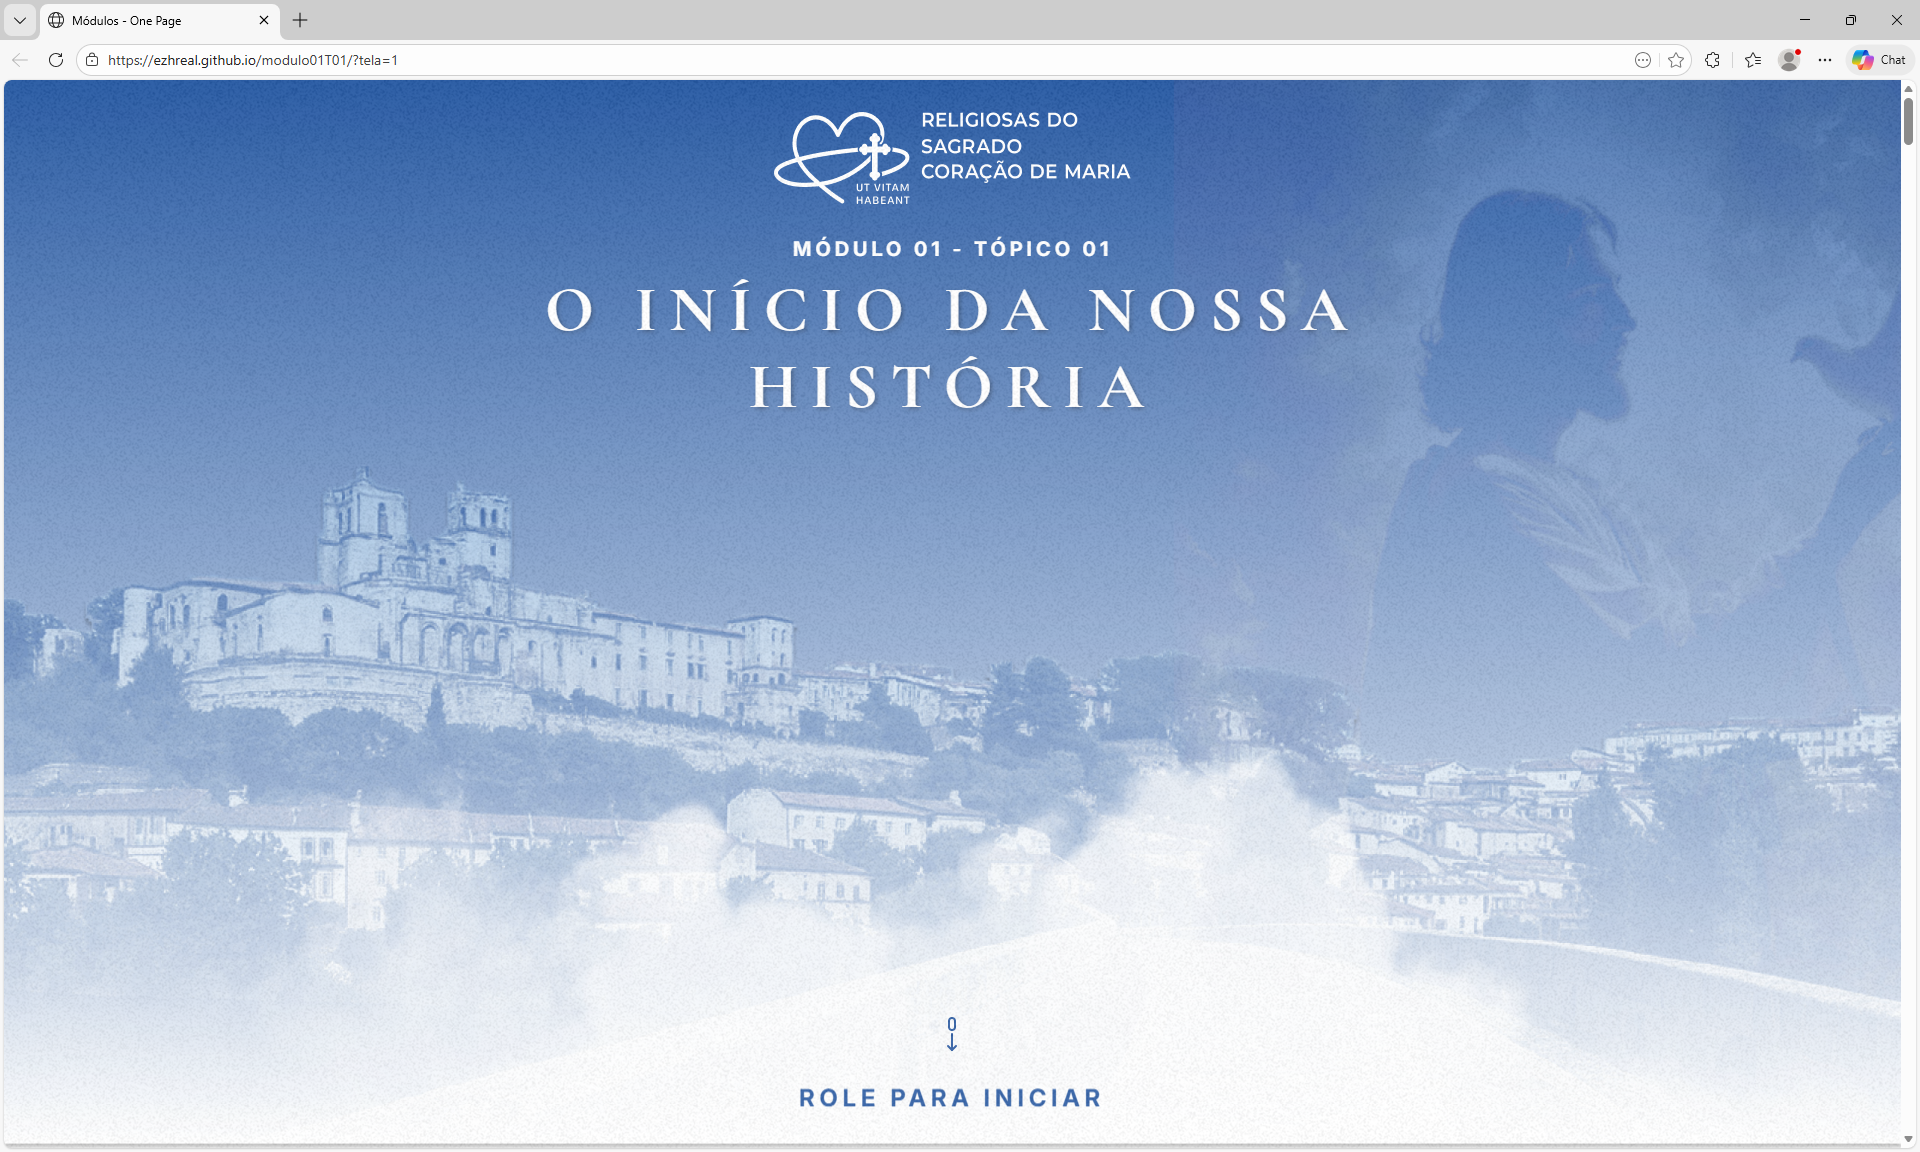 Módulos - One Page
https://ezhreal.github.io/modulo01T01/?tela=1
Chat
RELIGIOSAS DO
SAGRADO
CORAÇÃO DE MARIA
UT VITAM
HABEANT
MÓDULO 01 - TÓPICO 01
O INÍCIO DA NOSSA
HISTÓRIA
ROLE PARA INICIAR